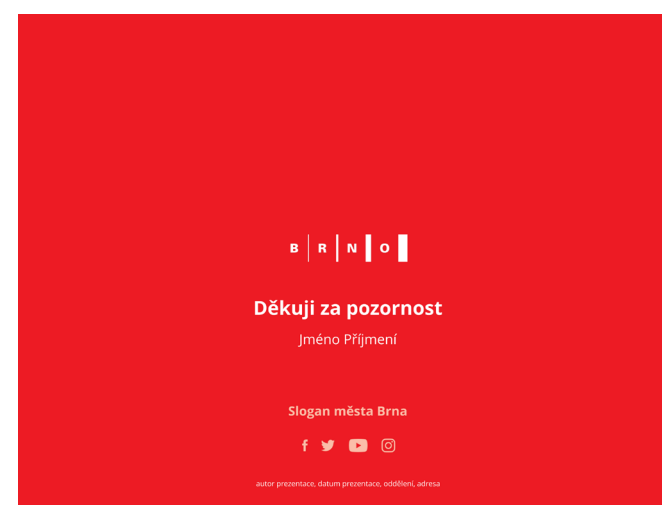 B R N O
Děkuji za pozornost
Jméno Příjmení
Slogan města Brna
autor prezentace, datum prezentace, oddělení, adresa